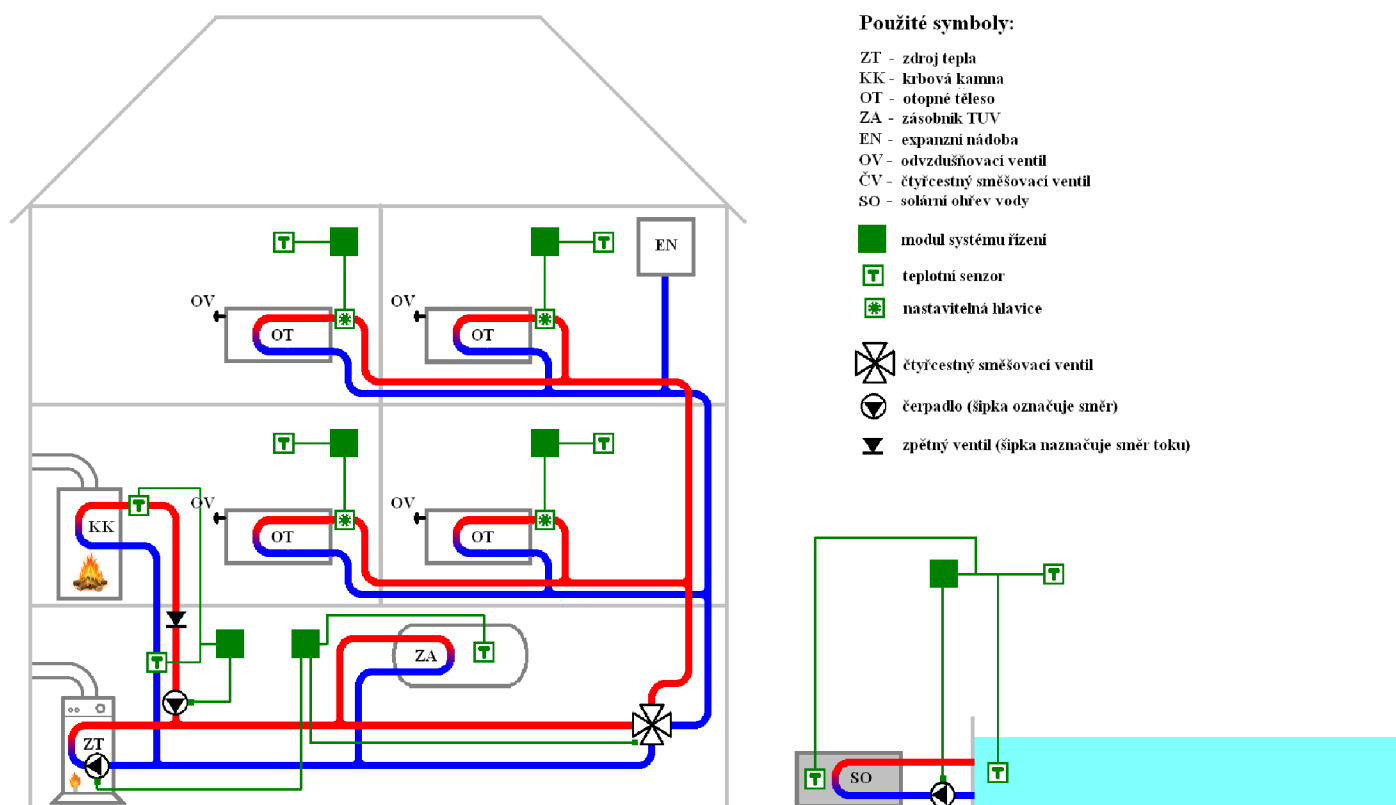 Použité symboly:
ZT - zdroj tepla
KK - krbová kamna
OT - otopné těleso
ZA - zásobník TUV
EN - expanzní nádoba
OV - odvzdušňovací ventil
ČV - čtyřcestný směšovací ventil
SO - solární ohřev vody
modul systému řízení
T teplotní senzor
nastavitelná hlavice
čtyřcestný směšovací ventil
čerpadlo (šipka označuje směr)
zpětný ventil (šipka naznačuje směr toku)
T T EN
OV OV
OT OT
T T
T OV OV
KK OT OT
T ZA T
ZT
T
T SO T